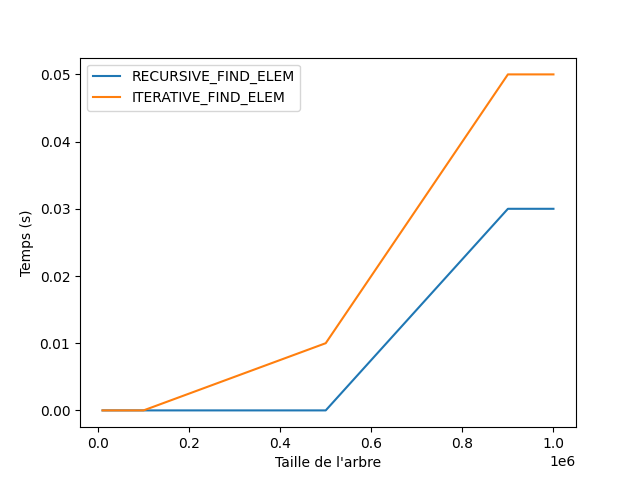 RECURSIVE_FIND_ELEM
ITERATIVE_FIND_ELEM
0.05
0.04
0.03
0.02
0.01
0.00
Temps (s)
0.0 0.2 0.4 0.6 0.8 1.0
1e6
Taille de l'arbre